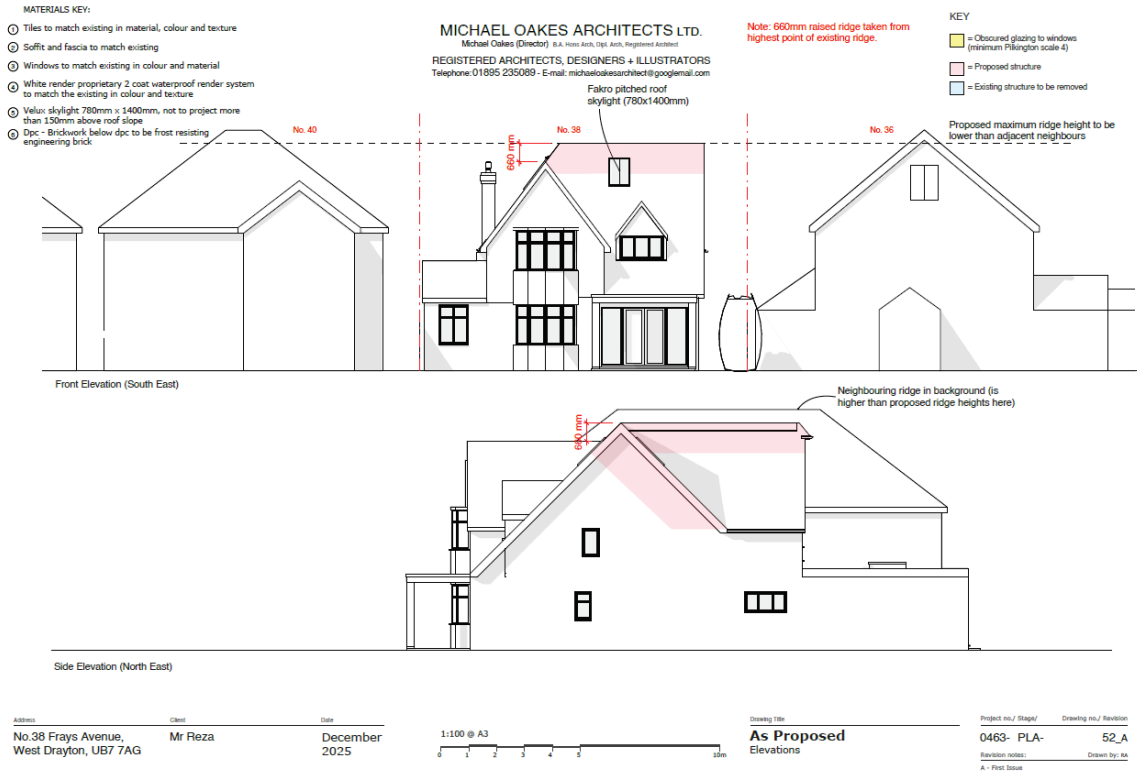 MATERIALS KEY:
1 Tiles to match existing in material, colour and texture
2 Soffit and fascia to match existing
3 Windows to match existing in colour and material
4 White render proprietary 2 coat waterproof render system
to match the existing in colour and texture
5 Velux skylight 780mm x 1400mm, not to project more
than 150mm above roof slope
6 Dpc - Brickwork below dpc to be frost resisting
engineering brick
MICHAEL OAKES ARCHITECTS LTD.
Michael Oakes (Director) B.A. Hons Arch, Dipl. Arch, Registered Architect
REGISTERED ARCHITECTS, DESIGNERS + ILLUSTRATORS
Telephone:01895 235089 - E-mail: michaeloakesarchitect@googlemail.com
Note: 660mm raised ridge taken from
highest point of existing ridge.
KEY
= Obscured glazing to windows
(minimum Pilkington scale 4)
= Proposed structure
= Existing structure to be removed
Proposed maximum ridge height to be
lower than adjacent neighbours
Fakro pitched roof
skylight (780x1400mm)
No. 40
No. 38
No. 36
660 mm
Front Elevation (South East)
Neighbouring ridge in background (is
higher than proposed ridge heights here)
660 mm
Side Elevation (North East)
Address
No.38 Frays Avenue,
West Drayton, UB7 7AG
Client
Mr Reza
Date
December
2025
1:100 @ A3
0 1 2 3 4 5 10m
Drawing Title
As Proposed
Elevations
Project no./ Stage/ Drawing no./ Revision
0463- PLA- 52_A
Revision notes: Drawn by: RA
A - First Issue